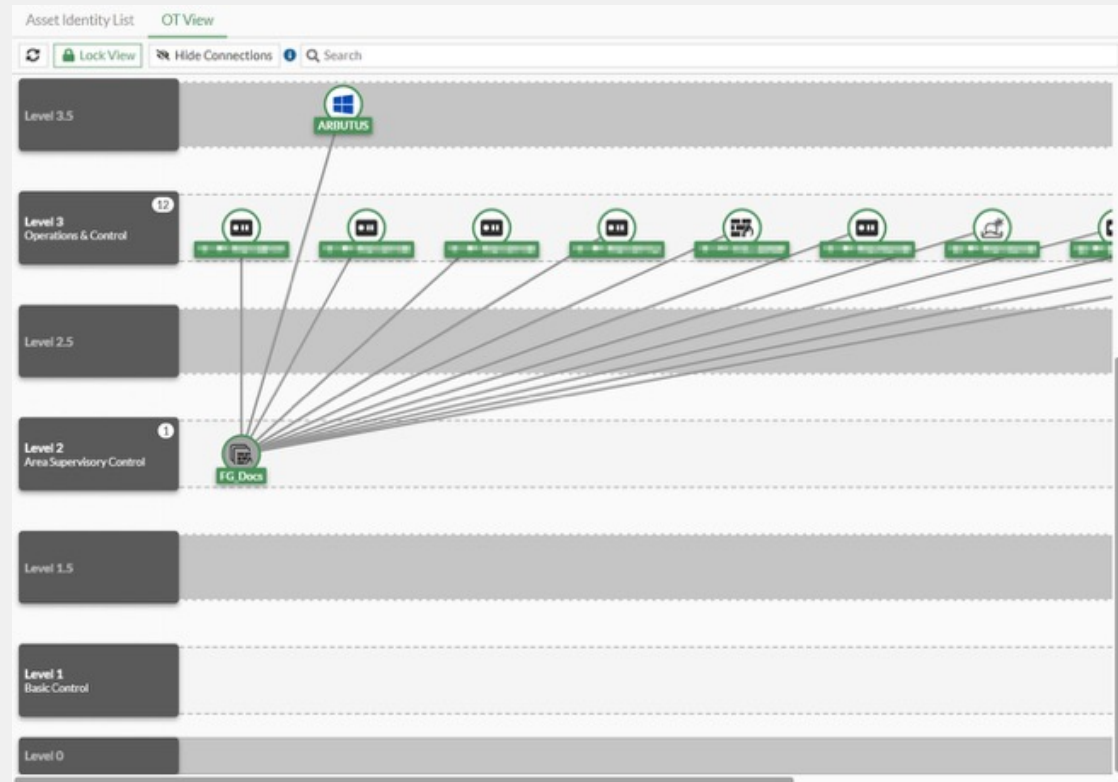 Asset Identity List
OT View
Lock View
Hide Connections
Search
Level 3.5
ARBUTUS
12
Level 3
Operations & Control
Level 2.5
1
Level 2
Area Supervisory Control
FG_Docs
Level 1.5
Level 1
Basic Control
Level 0